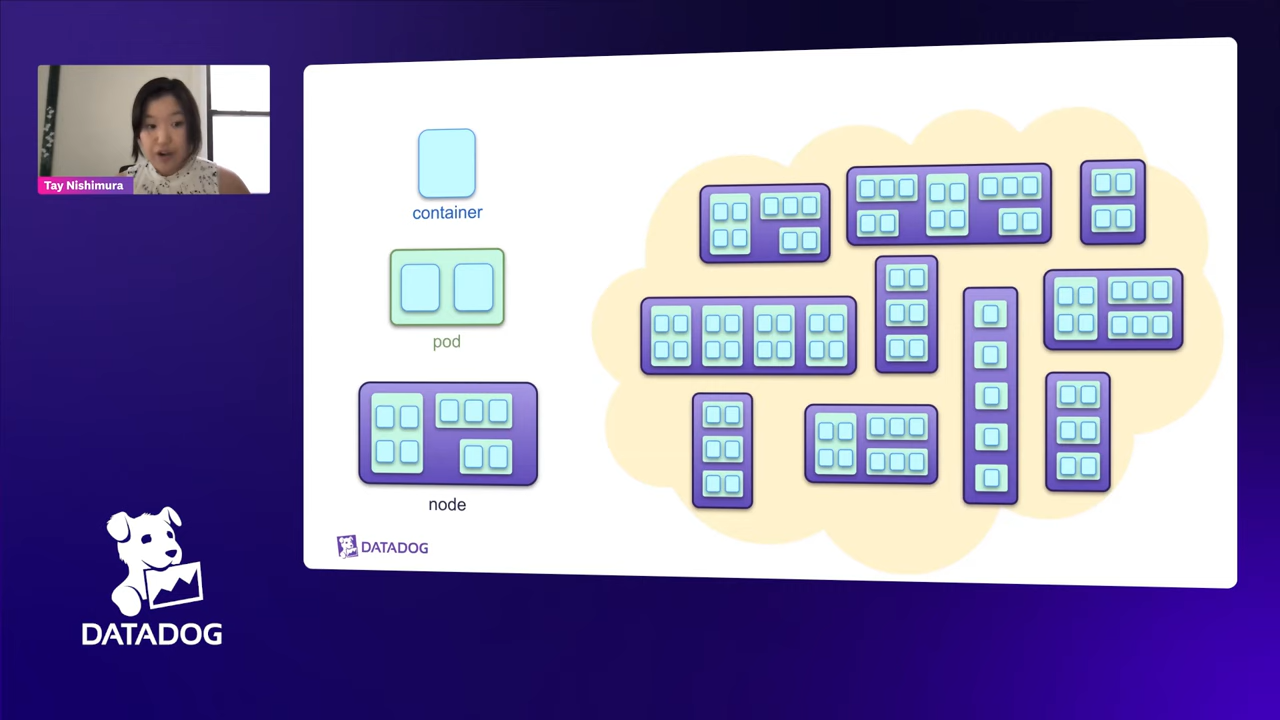 Tay Nishimura
container
pod
node
DATADOG
DATADOG